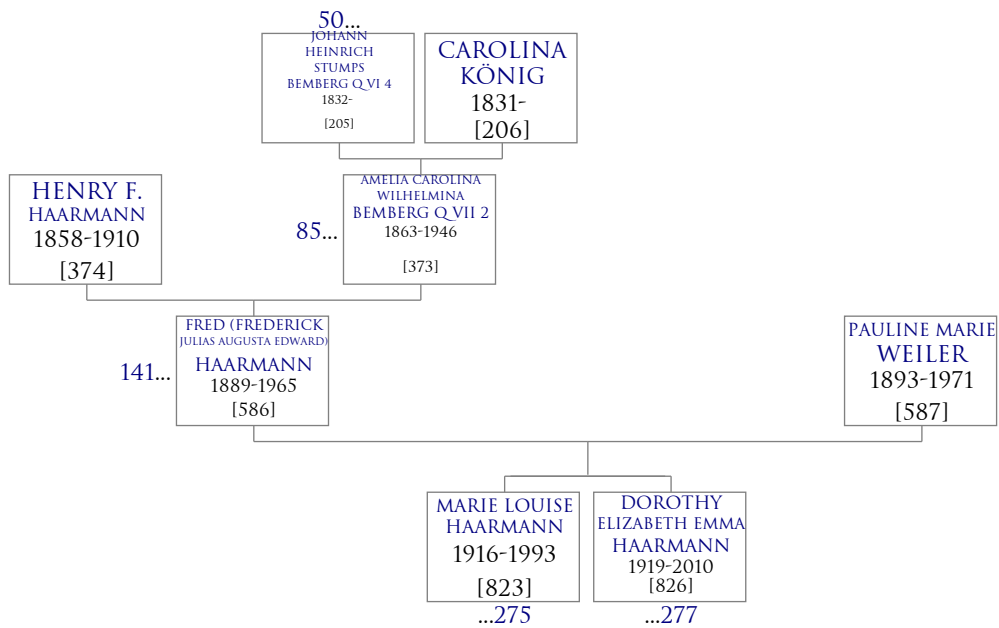 50...
JOHANN
HEINRICH
STUMPS
BEMBERG Q VI 4
1832-
[205]
CAROLINA
KÖNIG
1831-
[206]
HENRY F.
HAARMANN
1858-1910
[374]
85...
AMELIA CAROLINA
WILHELMINA
BEMBERG Q VII 2
1863-1946
[373]
141...
FRED (FREDERICK
JULIAS AUGUSTA EDWARD)
HAARMANN
1889-1965
[586]
PAULINE MARIE
WEILER
1893-1971
[587]
MARIE LOUISE
HAARMANN
1916-1993
[823]
...275
DOROTHY
ELIZABETH EMMA
HAARMANN
1919-2010
[826]
...277